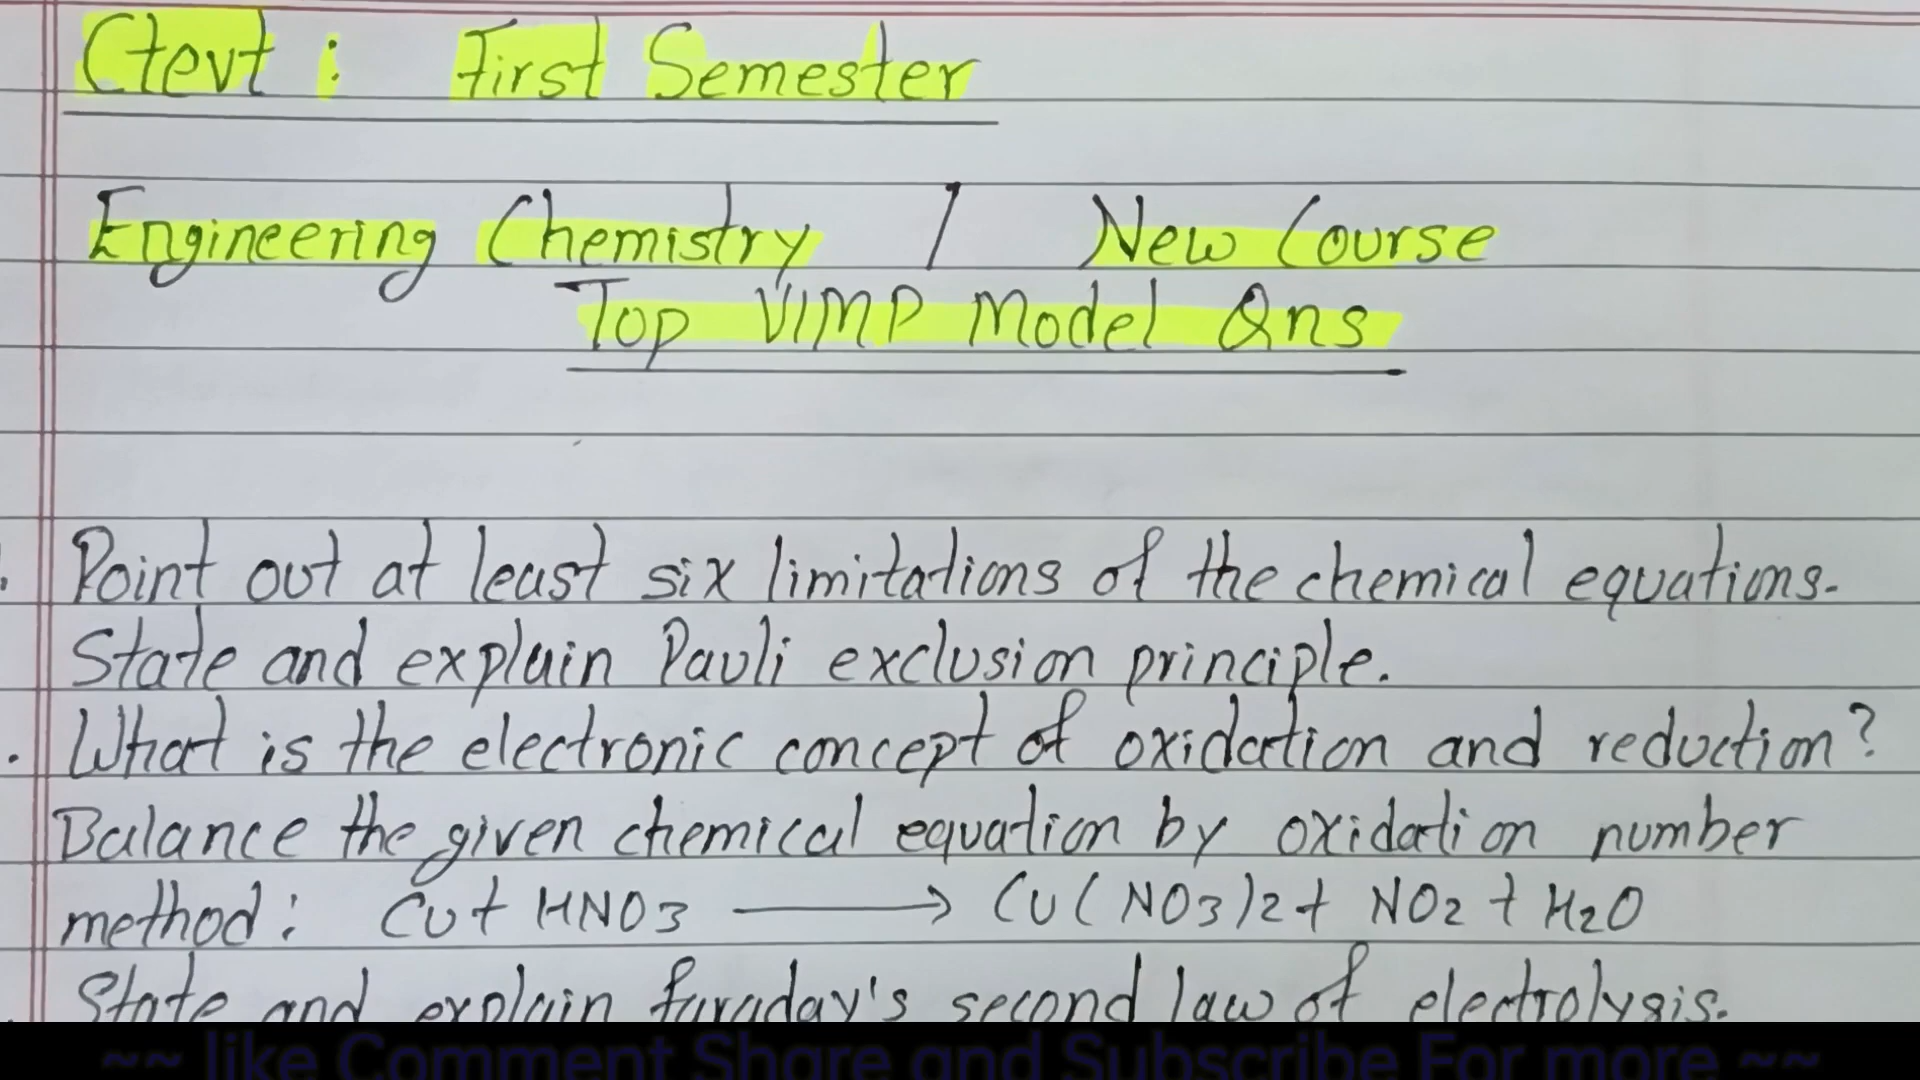 Ctevt : First Semester
Engineering Chemistry / New Course
Top VIMP Model Qns
Point out at least six limitations of the chemical equations.
State and explain Pauli exclusion principle.
. What is the electronic concept of oxidation and reduction?
Balance the given chemical equation by oxidation number
method : Cu + HNO3 → Cu(NO3)2 + NO2 + H2O
State and explain faraday's second law of electrolysis.
~~ like Comment Share and Subscribe For more ~~